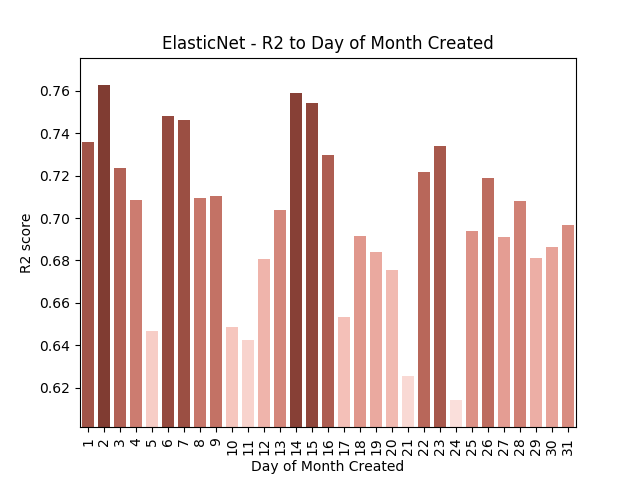 ElasticNet - R2 to Day of Month Created
R2 score
0.76
0.74
0.72
0.70
0.68
0.66
0.64
0.62
1 2 3 4 5 6 7 8 9 10 11 12 13 14 15 16 17 18 19 20 21 22 23 24 25 26 27 28 29 30 31
Day of Month Created